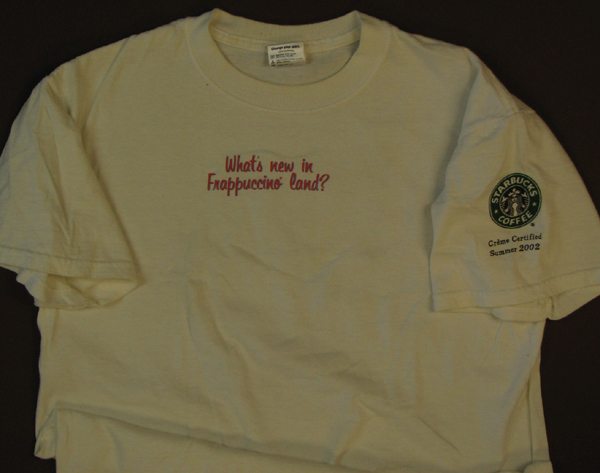 What's new in
Frappuccino® land?
STARBUCKS
COFFEE
®
Crème Certified
Summer 2002